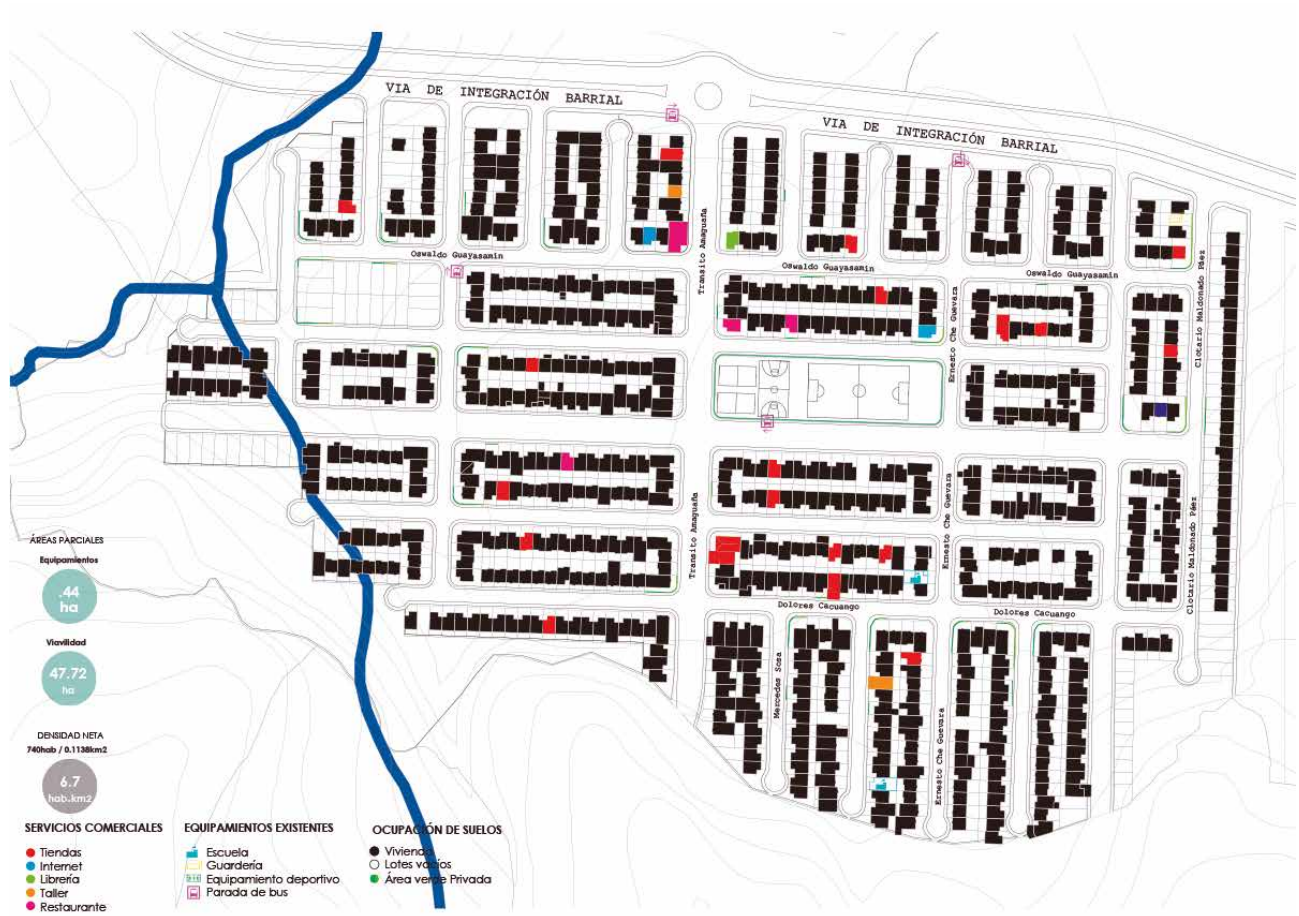 VIA DE INTEGRACIÓN BARRIAL
VIA DE INTEGRACIÓN BARRIAL
Oswaldo Guayasamin
Oswaldo Guayasamin
Oswaldo Guayasamin
Transito Amaguaña
Ernesto Che Guevara
Clotario Maldonado Páez
Transito Amaguaña
Ernesto Che Guevara
Clotario Maldonado Páez
Dolores Cacuango
Dolores Cacuango
Mercedes Sosa
Ernesto Che Guevara
ÁREAS PARCIALES
Equipamientos
.44
ha
Viavilidad
47.72
ha
DENSIDAD NETA
740hab / 0.1138km2
6.7
hab.km2
SERVICIOS COMERCIALES
Tiendas
Internet
Librería
Taller
Restaurante
EQUIPAMIENTOS EXISTENTES
Escuela
Guardería
Equipamiento deportivo
Parada de bus
OCUPACIÓN DE SUELOS
Vivienda
Lotes vacíos
Área verde Privada